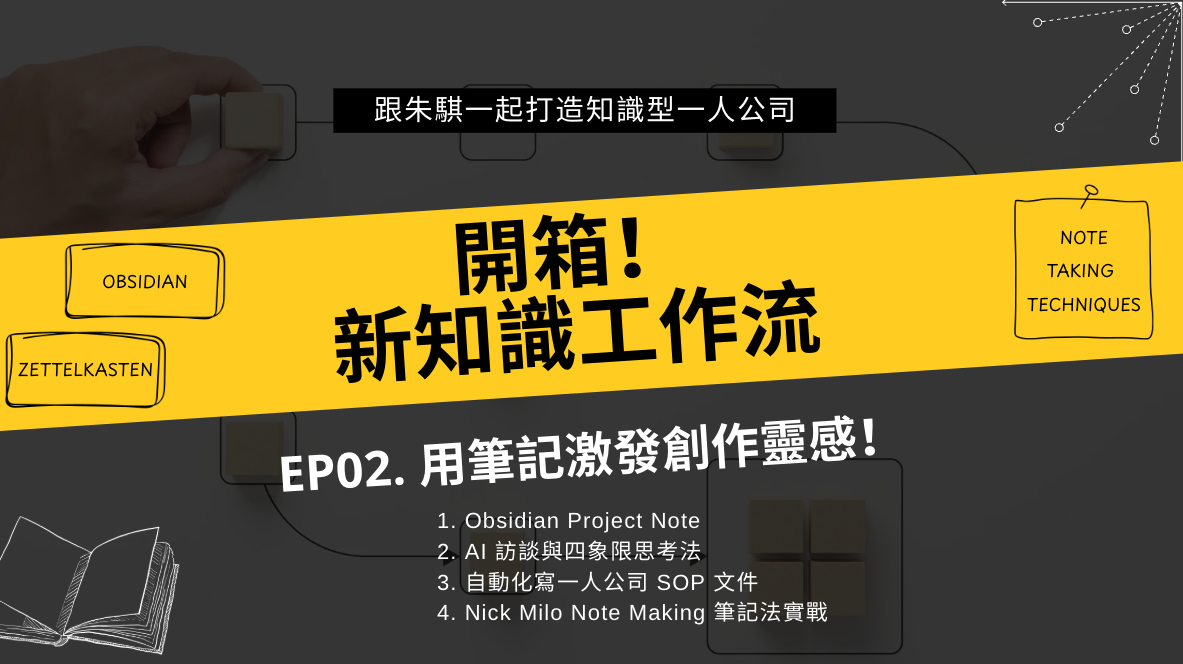 跟朱騏一起打造知識型一人公司
開箱！
新知識工作流
OBSIDIAN
ZETTELKASTEN
NOTE
TAKING
TECHNIQUES
EP02. 用筆記激發創作靈感！
1. Obsidian Project Note
2. AI 訪談與四象限思考法
3. 自動化寫一人公司 SOP 文件
4. Nick Milo Note Making 筆記法實戰